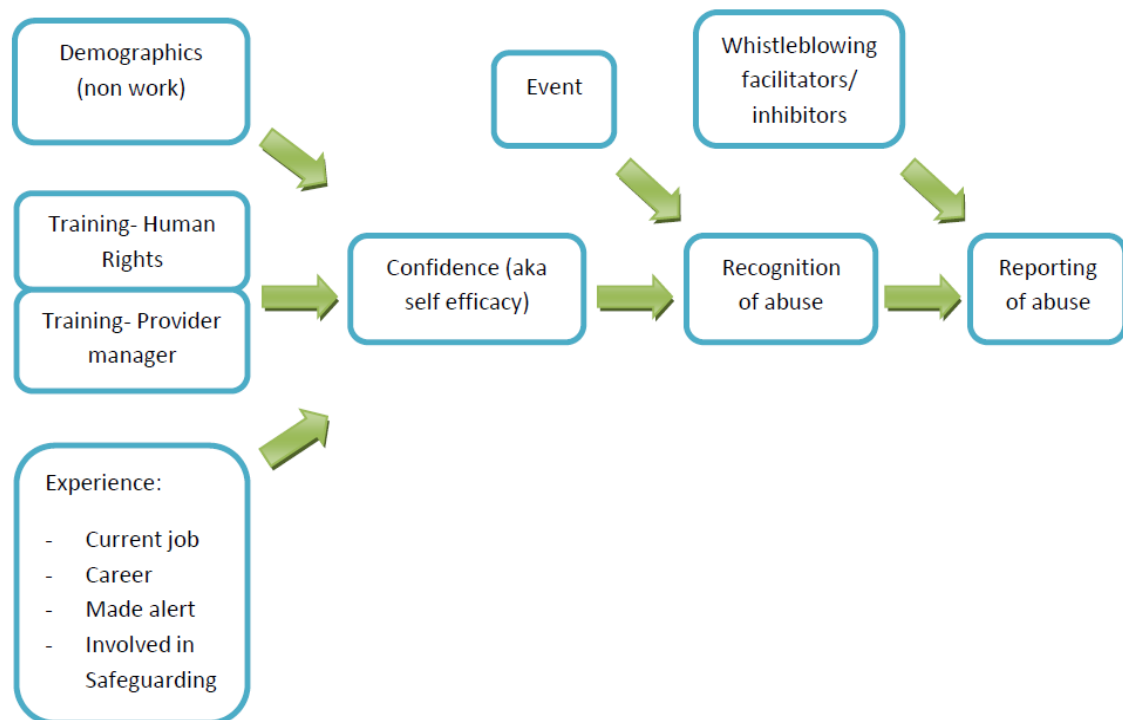 Demographics
(non work)
Event
Whistleblowing
facilitators/
inhibitors
Training- Human
Rights
Training- Provider
manager
Confidence (aka
self efficacy)
Recognition
of abuse
Reporting
of abuse
Experience:
- Current job
- Career
- Made alert
- Involved in
Safeguarding